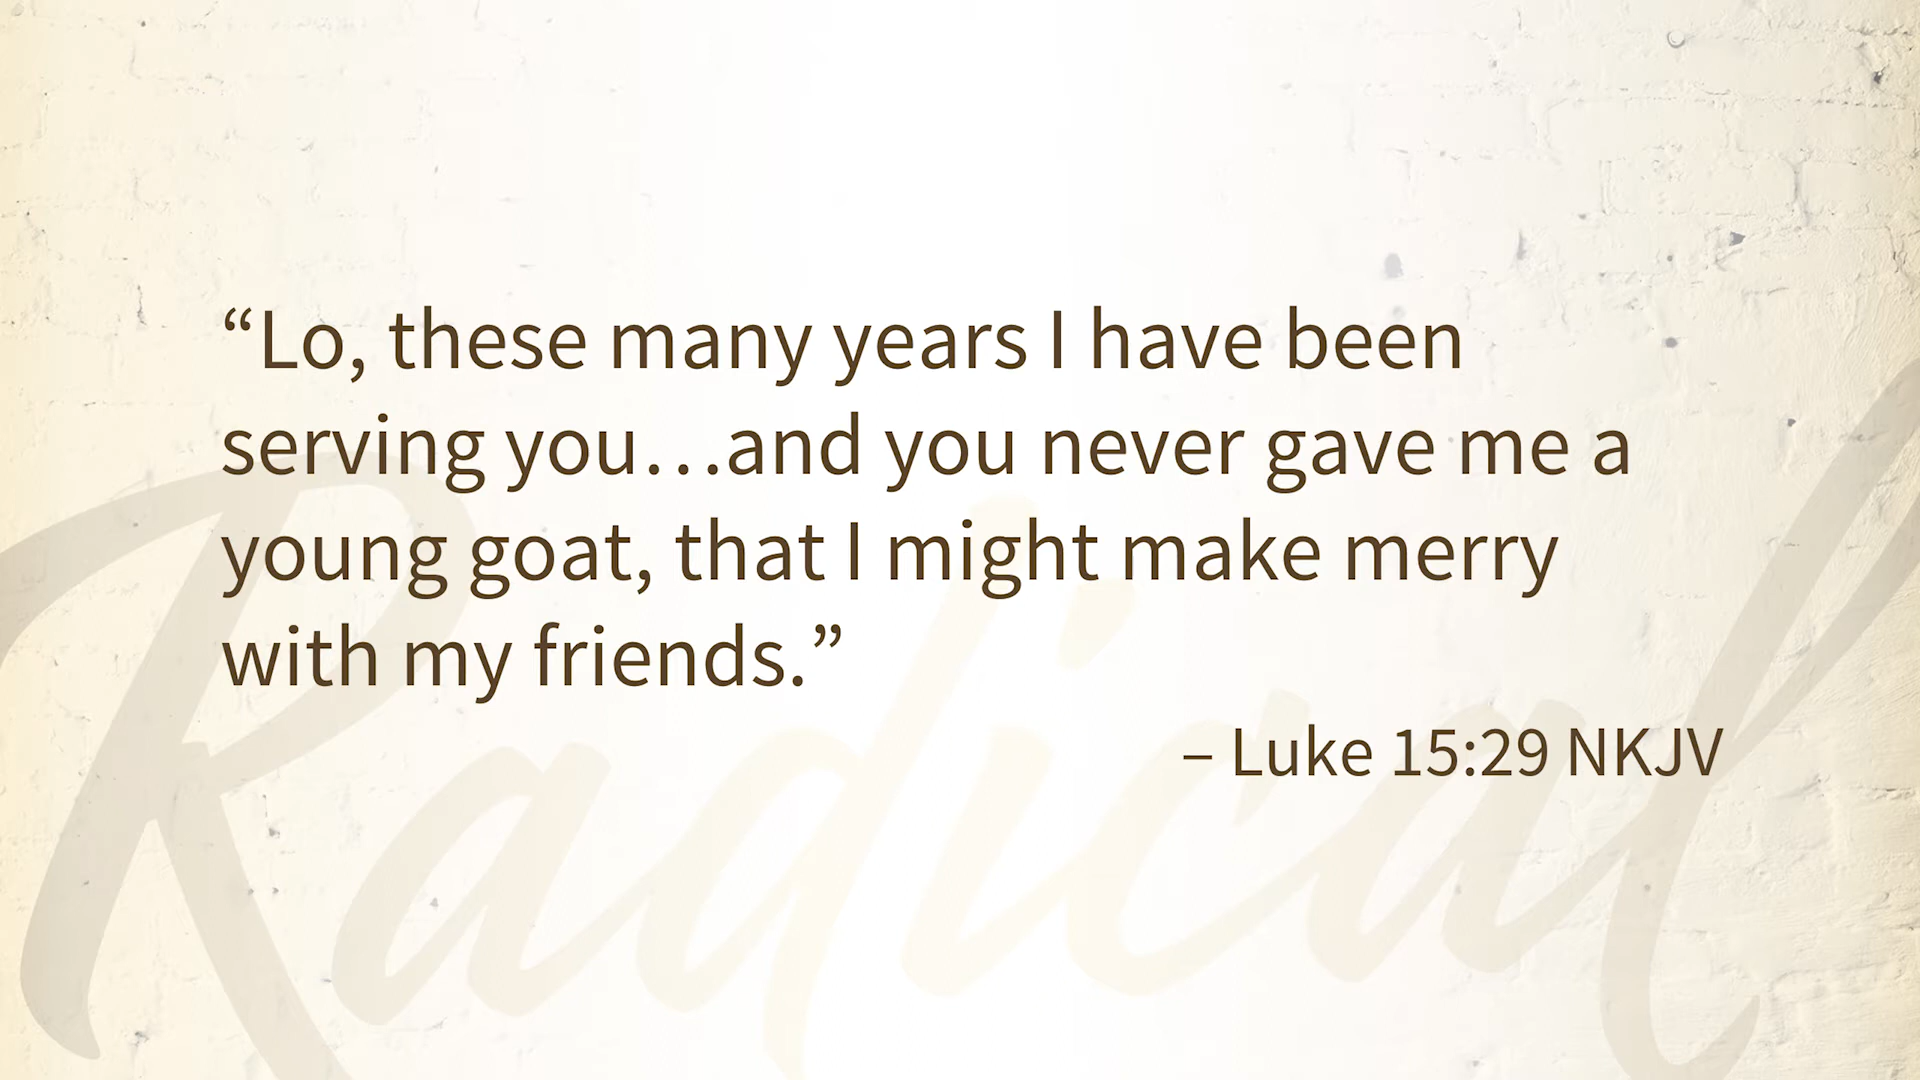 “Lo, these many years I have been
serving you…and you never gave me a
young goat, that I might make merry
with my friends.”
– Luke 15:29 NKJV
Radical